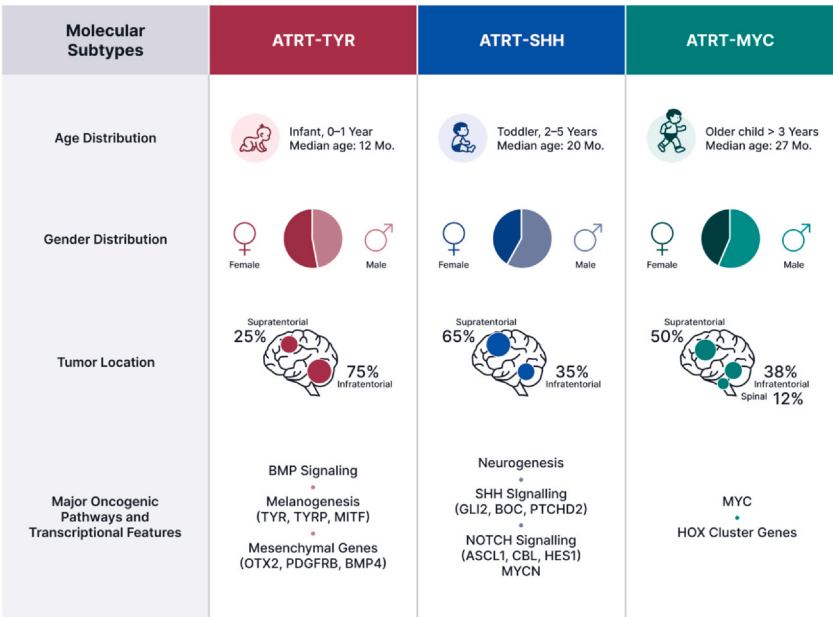 Molecular
Subtypes
ATRT-TYR
ATRT-SHH
ATRT-MYC
Age Distribution
Infant, 0–1 Year
Median age: 12 Mo.
Toddler, 2–5 Years
Median age: 20 Mo.
Older child > 3 Years
Median age: 27 Mo.
Gender Distribution
Female
Male
Female
Male
Female
Male
Tumor Location
Supratentorial
25%
75%
Infratentorial
Supratentorial
65%
35%
Infratentorial
Supratentorial
50%
38%
Infratentorial
Spinal 12%
Major Oncogenic
Pathways and
Transcriptional Features
BMP Signaling
Melanogenesis
(TYR, TYRP, MITF)
Mesenchymal Genes
(OTX2, PDGFRB, BMP4)
Neurogenesis
SHH SIgnalling
(GLI2, BOC, PTCHD2)
NOTCH Signalling
(ASCL1, CBL, HES1)
MYCN
MYC
HOX Cluster Genes